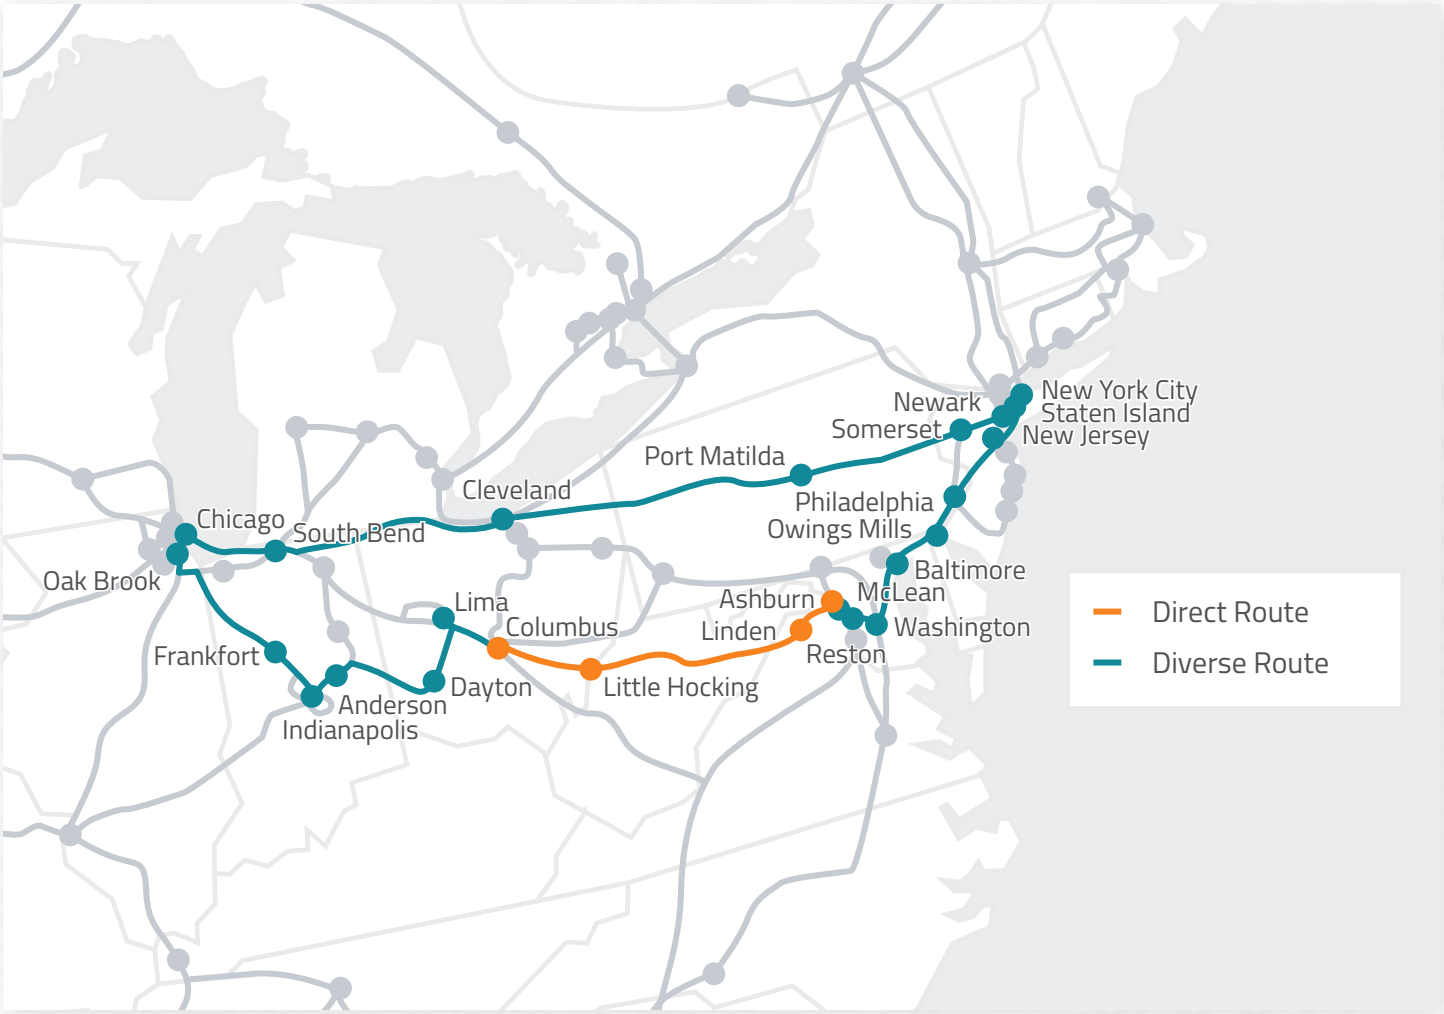 New York City
Newark
Staten Island
Somerset
New Jersey
Port Matilda
Cleveland
Philadelphia
Chicago
South Bend
Owings Mills
Oak Brook
Baltimore
McLean
Ashburn
Lima
Direct Route
Columbus
Linden
Washington
Frankfort
Reston
Diverse Route
Dayton
Little Hocking
Anderson
Indianapolis